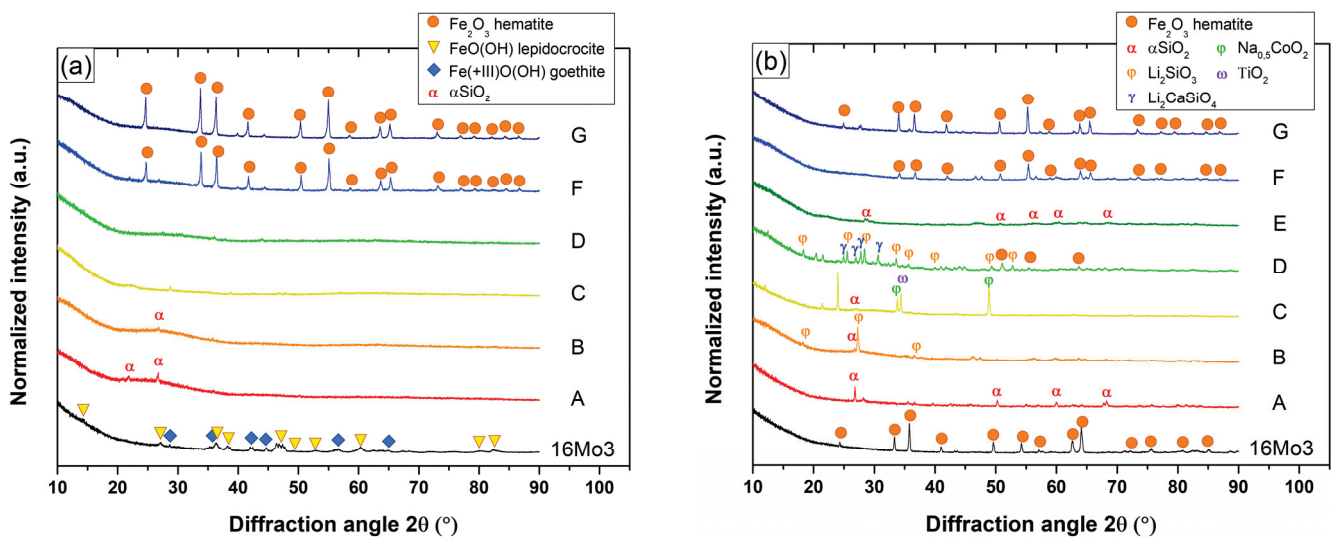 (a)
Fe₂O₃ hematite
FeO(OH) lepidocrocite
Fe(+III)O(OH) goethite
α αSiO₂
Normalized intensity (a.u.)
G
F
D
C
α
B
α α
A
16Mo3
10 20 30 40 50 60 70 80 90 100
Diffraction angle 2θ (°)
(b)
Fe₂O₃ hematite
α αSiO₂ φ Na₀,₅CoO₂
φ Li₂SiO₃ ω TiO₂
γ Li₂CaSiO₄
Normalized intensity (a.u.)
G
F
α α α α α
E
φ γ φ γ γ φ γ φ φ φ φ φ
D
α φ ω φ
C
φ α φ φ
B
α α α α
A
16Mo3
10 20 30 40 50 60 70 80 90 100
Diffraction angle 2θ (°)